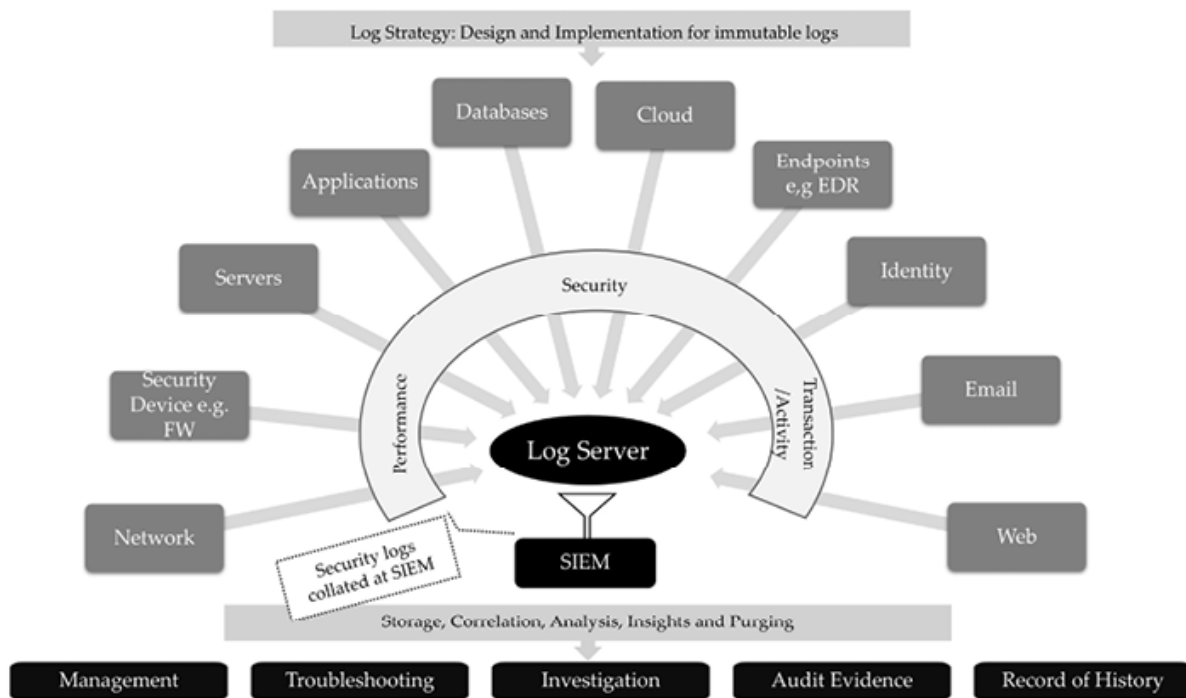 Log Strategy: Design and Implementation for immutable logs
Databases
Cloud
Applications
Endpoints
e,g EDR
Servers
Identity
Security
Security
Device e.g.
FW
Performance
Transaction
/Activity
Email
Log Server
Network
Security logs
collated at SIEM
SIEM
Web
Storage, Correlation, Analysis, Insights and Purging
Management
Troubleshooting
Investigation
Audit Evidence
Record of History